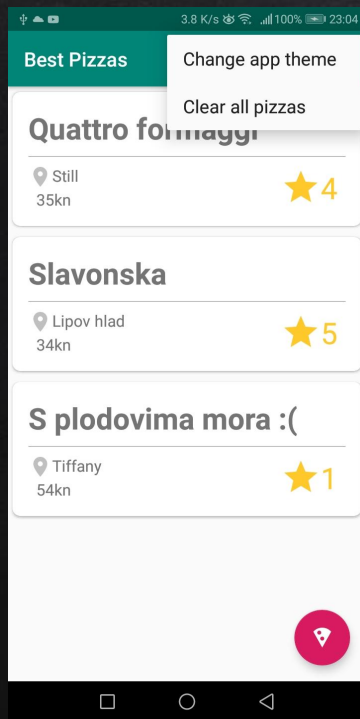 3.8 K/s 100% 23:04
Best Pizzas
Change app theme
Clear all pizzas
Quattro formaggi
Still
35kn
4
Slavonska
Lipov hlad
34kn
5
S plodovima mora :(
Tiffany
54kn
1